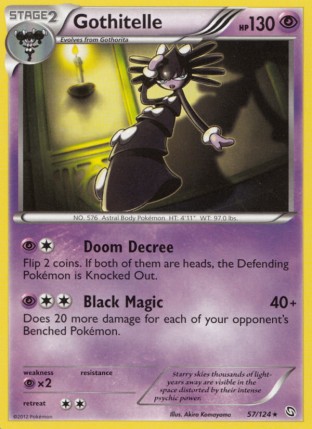 STAGE2
Gothitelle
HP 130
Evolves from Gothorita
NO. 576 Astral Body Pokémon HT. 4'11" WT. 97.0 lbs.
Doom Decree
Flip 2 coins. If both of them are heads, the Defending
Pokémon is Knocked Out.
Black Magic 40+
Does 20 more damage for each of your opponent's
Benched Pokémon.
weakness resistance
×2
retreat
Starry skies thousands of light-
years away are visible in the
space distorted by their intense
psychic power.
©2012 Pokémon
Illus. Akira Komayama
57/124 ★